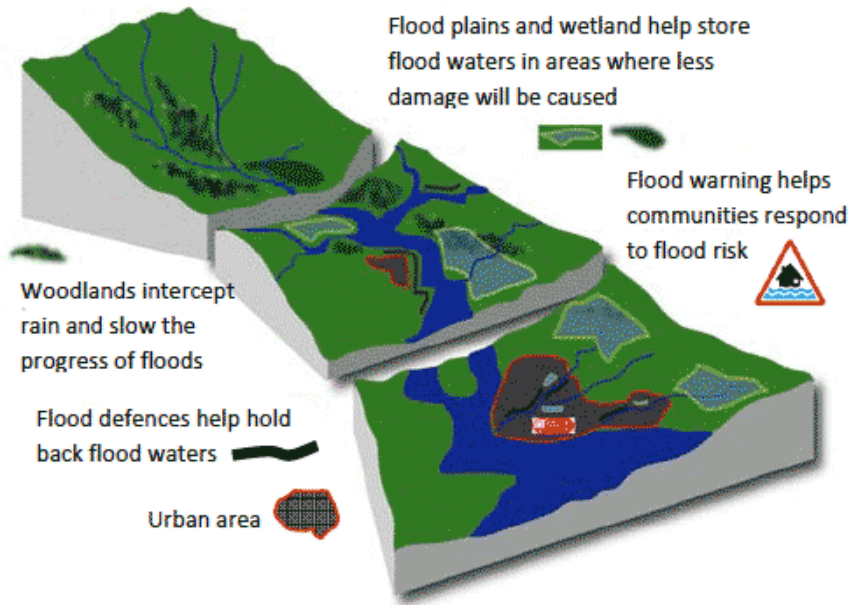 Flood plains and wetland help store
flood waters in areas where less
damage will be caused
Flood warning helps
communities respond
to flood risk
Woodlands intercept
rain and slow the
progress of floods
Flood defences help hold
back flood waters
Urban area